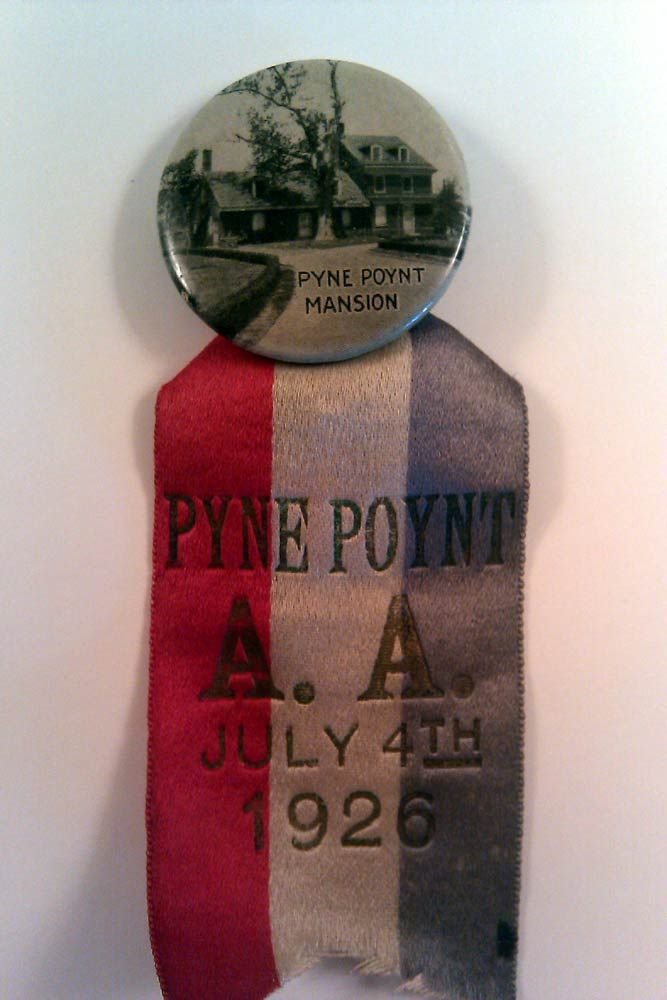 PYNE POYNT
MANSION
PYNE POYNT
A. A.
JULY 4TH
1926